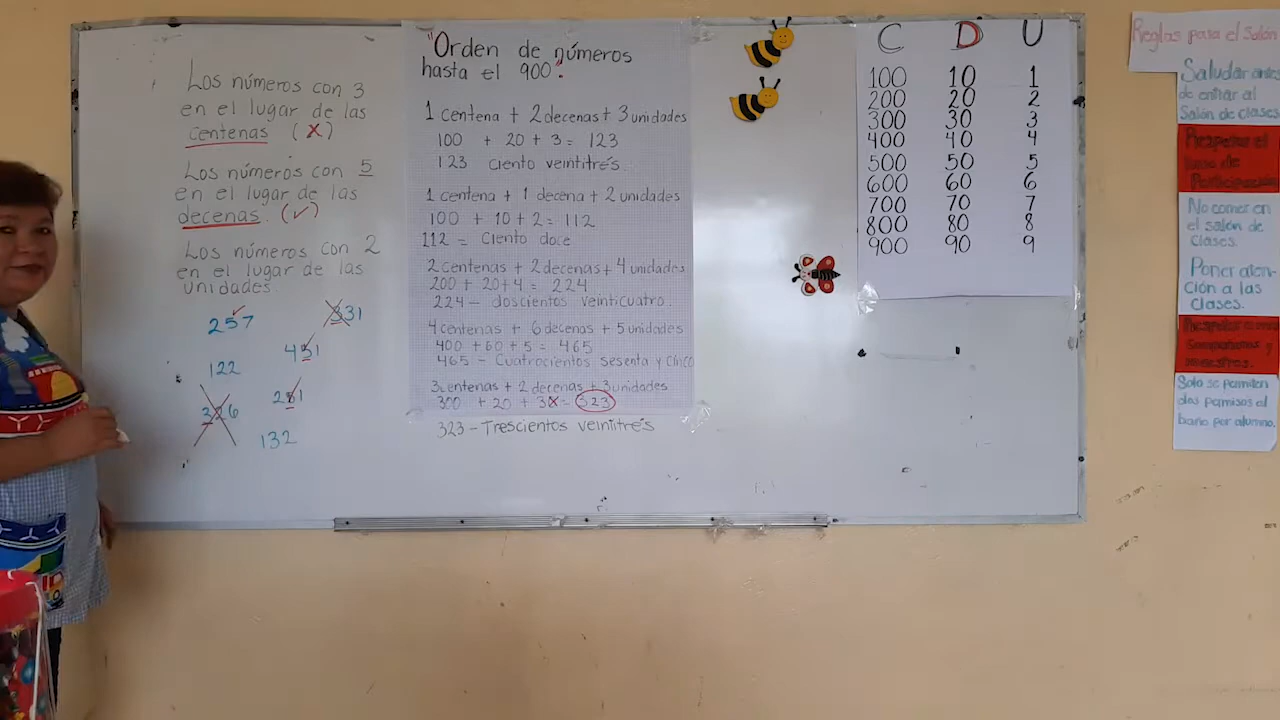 Los números con 3
en el lugar de las
centenas (x)
Los números con 5
en el lugar de las
decenas. (✓)
Los números con 2
en el lugar de las
unidades.
257
331
451
122
326
251
132
"Orden de números
hasta el 900".
1 centena + 2 decenas + 3 unidades
100 + 20 + 3 = 123
123 ciento veintitrés.
1 centena + 1 decena + 2 unidades
100 + 10 + 2 = 112
112 = Ciento doce
2 centenas + 2 decenas + 4 unidades
200 + 20 + 4 = 224
224 - doscientos veinticuatro.
4 centenas + 6 decenas + 5 unidades
400 + 60 + 5 = 465
465 - Cuatrocientos sesenta y cinco
3 centenas + 2 decenas + 3 unidades
300 + 20 + 3 x = 323
323 - Trescientos veintitrés
C D U
100 10 1
200 20 2
300 30 3
400 40 4
500 50 5
600 60 6
700 70 7
800 80 8
900 90 9
Reglas para el Salón
Saludar antes
de entrar al
Salón de clases.
Respetar el
de
Participación
No comer en
el salón de
clases.
Poner aten-
ción a las
clases.
Respetar a mis
compañeros y
maestros.
Solo se permiten
dos permisos al
baño por alumno.